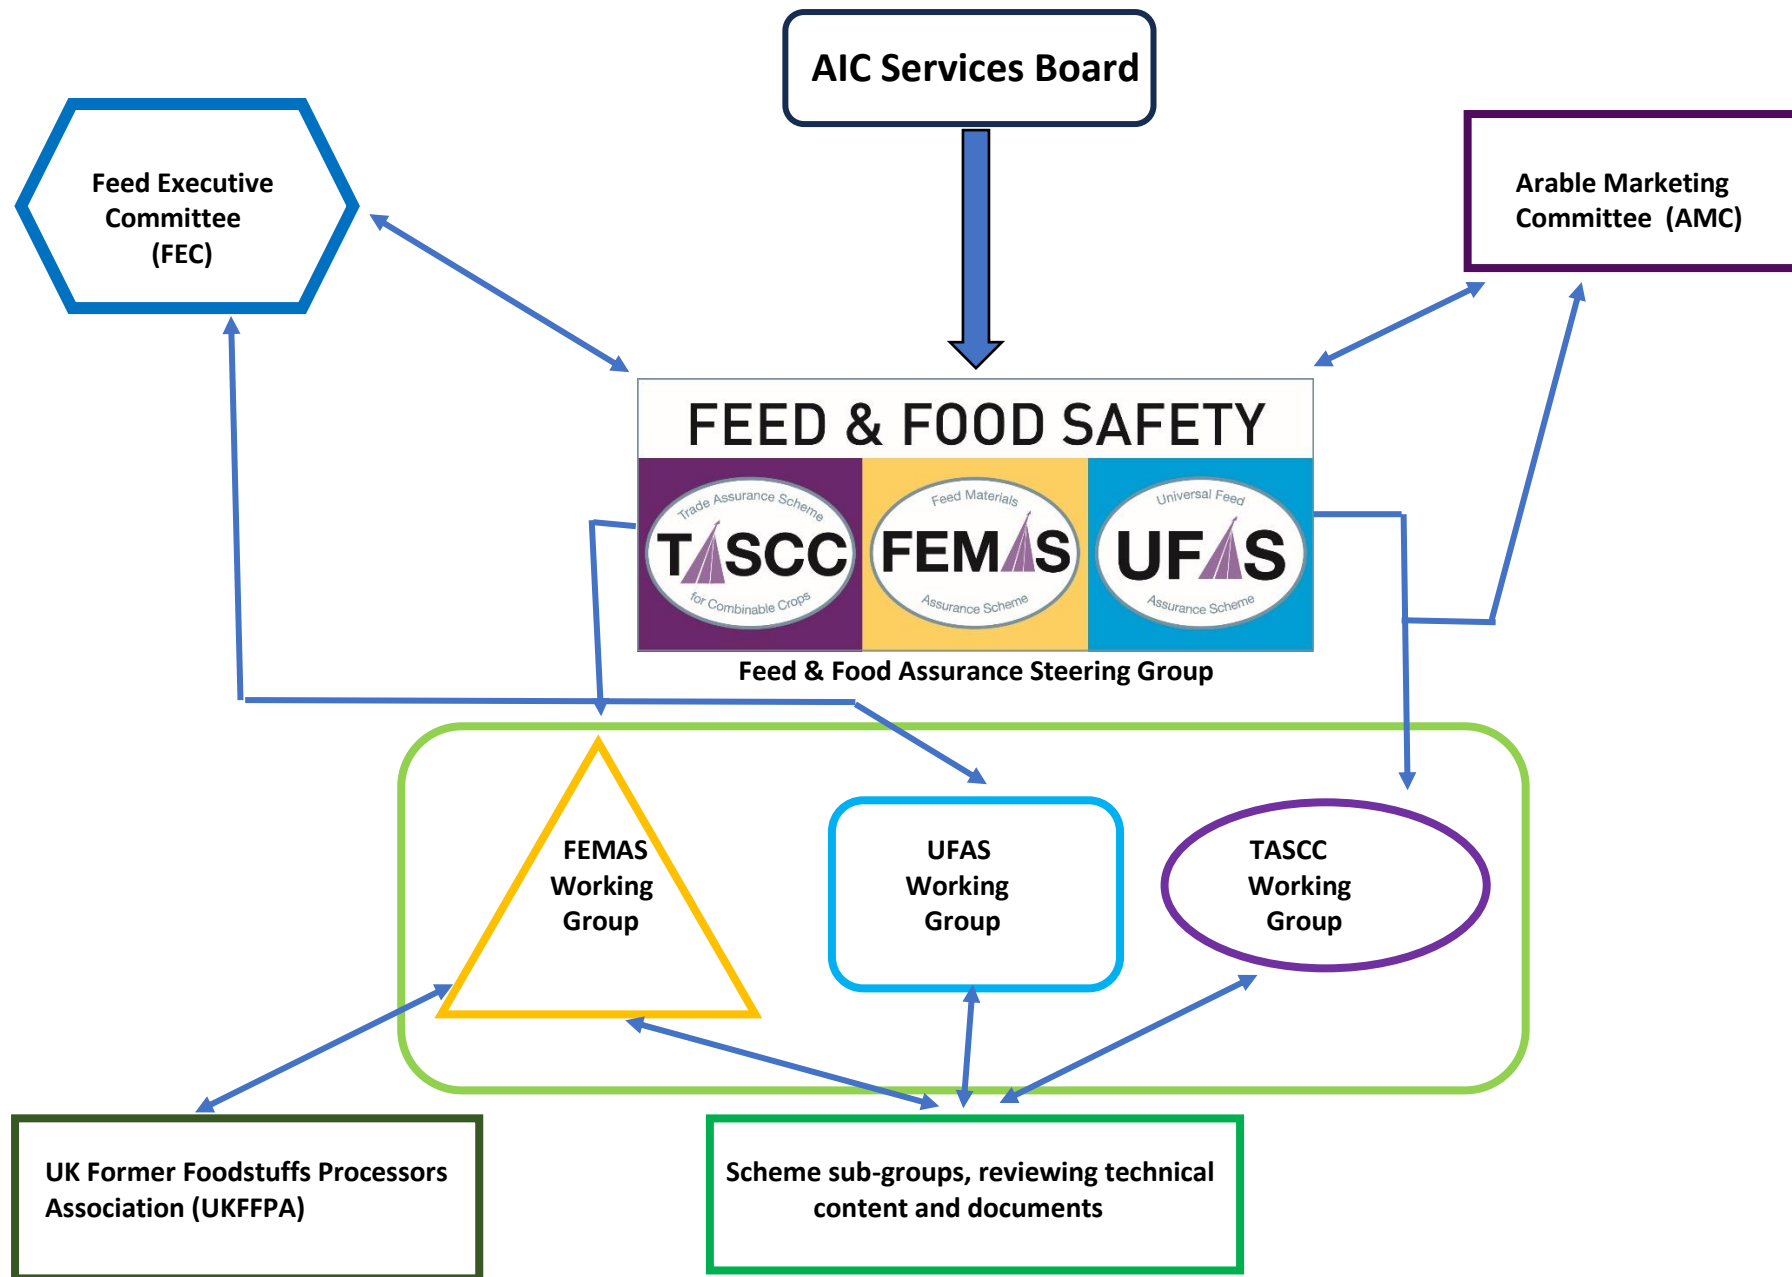 AIC Services Board
Feed Executive
Committee
(FEC)
Arable Marketing
Committee (AMC)
FEED & FOOD SAFETY
Trade Assurance Scheme
TASCC
for Combinable Crops
Feed Materials
FEMAS
Assurance Scheme
Universal Feed
UFAS
Assurance Scheme
Feed & Food Assurance Steering Group
FEMAS
Working
Group
UFAS
Working
Group
TASCC
Working
Group
UK Former Foodstuffs Processors
Association (UKFFPA)
Scheme sub-groups, reviewing technical
content and documents